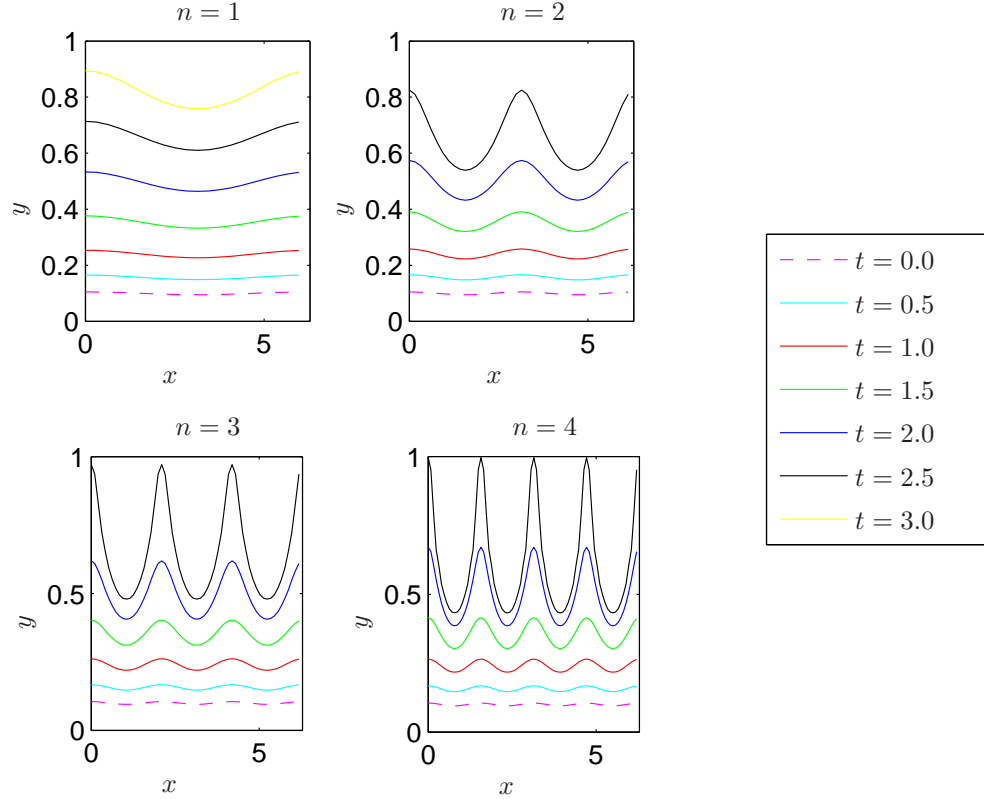 n = 1
1
0.8
0.6
0.4
0.2
0
y
0
5
x
n = 2
1
0.8
0.6
0.4
0.2
0
y
0
5
x
n = 3
1
0.5
0
y
0
5
x
n = 4
1
0.5
0
y
0
5
x
t = 0.0
t = 0.5
t = 1.0
t = 1.5
t = 2.0
t = 2.5
t = 3.0